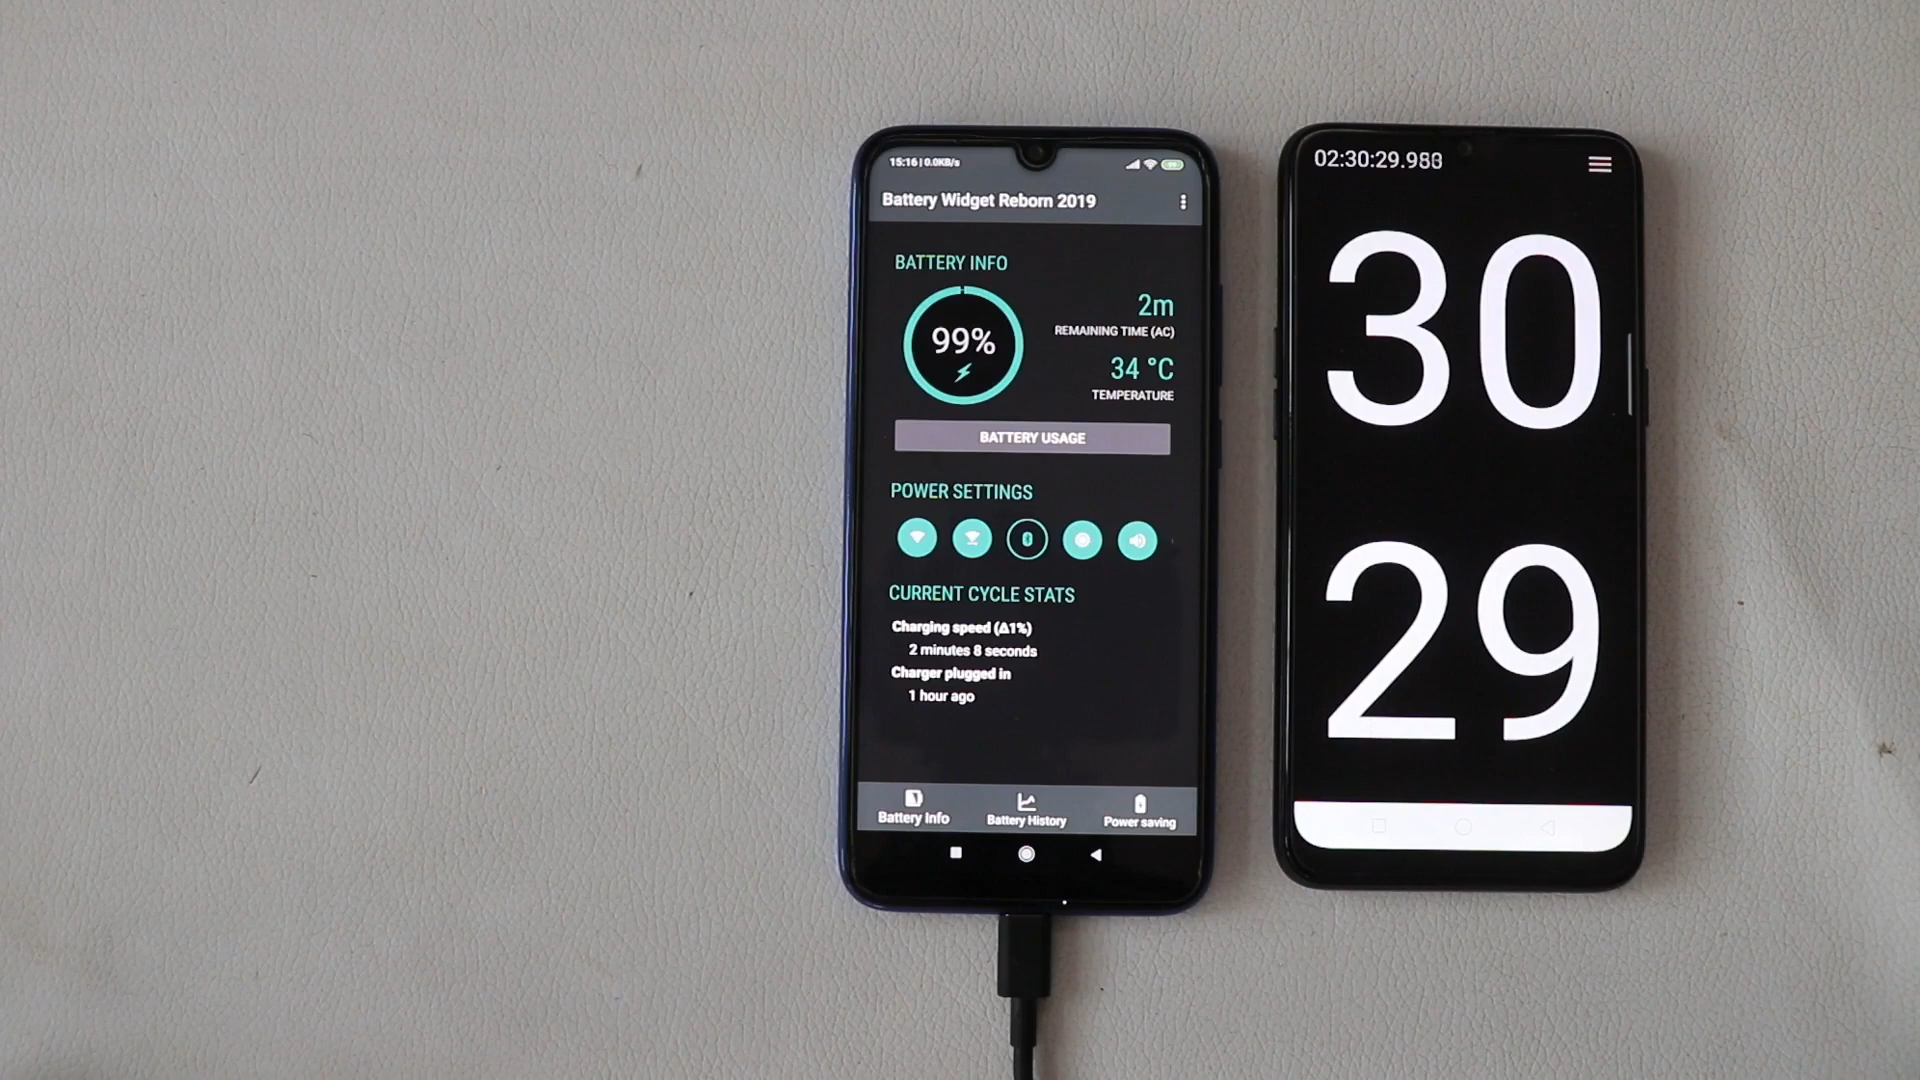 15:16 | 0.0KB/s
Battery Widget Reborn 2019
BATTERY INFO
99%
2m
REMAINING TIME (AC)
34 °C
TEMPERATURE
BATTERY USAGE
POWER SETTINGS
CURRENT CYCLE STATS
Charging speed (Δ1%)
2 minutes 8 seconds
Charger plugged in
1 hour ago
Battery Info
Battery History
Power saving
02:30:29.980
30
29